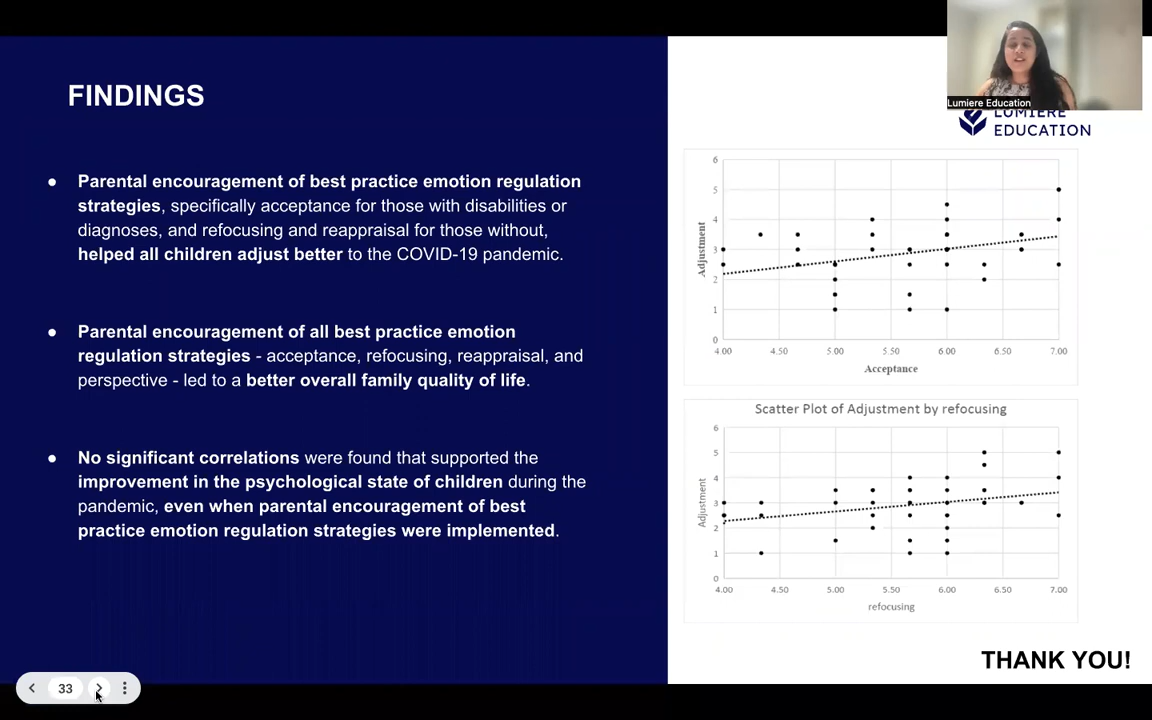 FINDINGS
● Parental encouragement of best practice emotion regulation
strategies, specifically acceptance for those with disabilities or
diagnoses, and refocusing and reappraisal for those without,
helped all children adjust better to the COVID-19 pandemic.
● Parental encouragement of all best practice emotion
regulation strategies - acceptance, refocusing, reappraisal, and
perspective - led to a better overall family quality of life.
● No significant correlations were found that supported the
improvement in the psychological state of children during the
pandemic, even when parental encouragement of best
practice emotion regulation strategies were implemented.
33
Lumiere Education
LUMIERE
EDUCATION
6
5
4
3
2
1
0
Adjustment
4.00 4.50 5.00 5.50 6.00 6.50 7.00
Acceptance
Scatter Plot of Adjustment by refocusing
6
5
4
3
2
1
0
Adjustment
4.00 4.50 5.00 5.50 6.00 6.50 7.00
refocusing
THANK YOU!